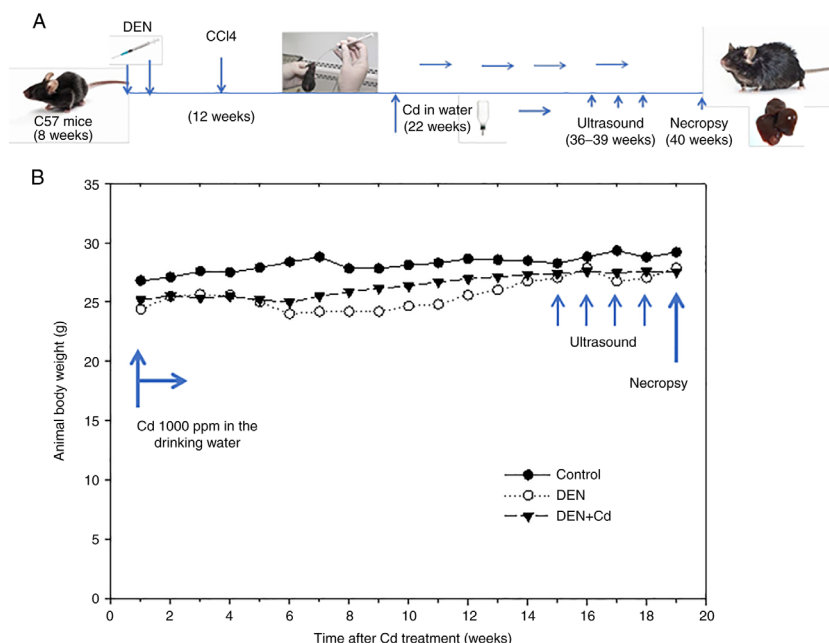 A
DEN
CCl4
C57 mice
(8 weeks)
(12 weeks)
Cd in water
(22 weeks)
Ultrasound
(36–39 weeks)
Necropsy
(40 weeks)
B
35
30
25
20
15
10
5
0
Animal body weight (g)
Ultrasound
Necropsy
Cd 1000 ppm in the
drinking water
Control
DEN
DEN+Cd
0 2 4 6 8 10 12 14 16 18 20
Time after Cd treatment (weeks)